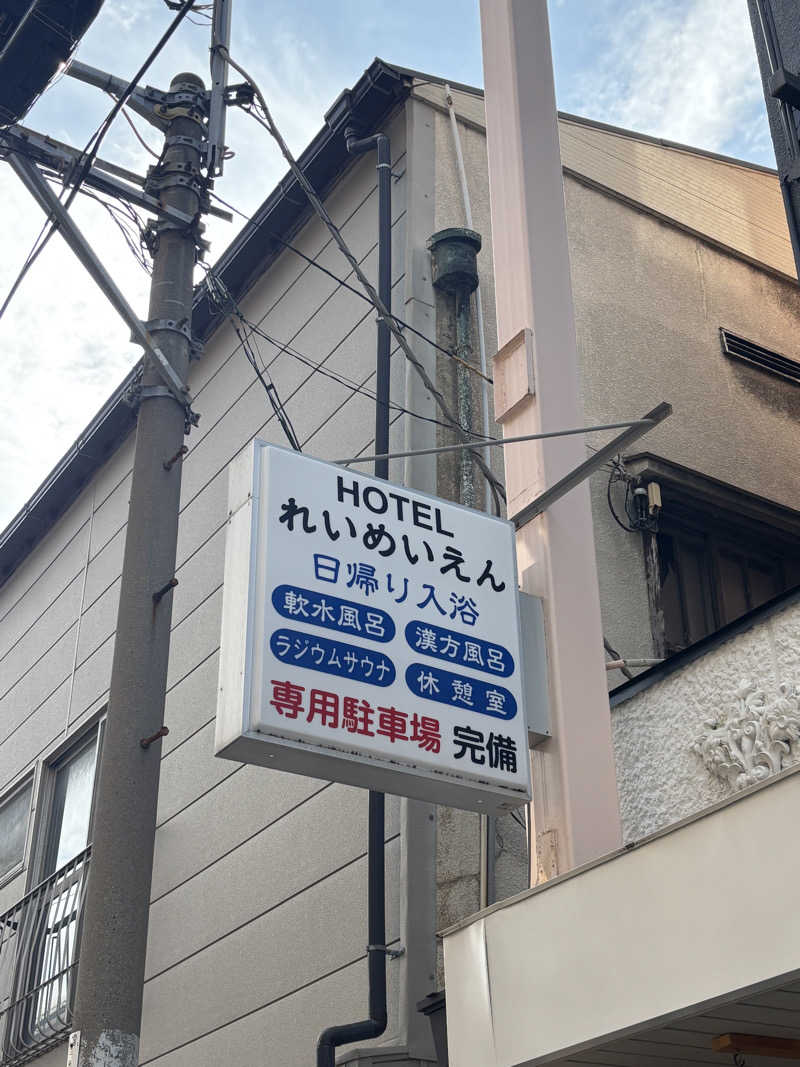 HOTEL
れいめいえん
日帰り入浴
軟水風呂 漢方風呂
ラジウムサウナ 休憩室
専用駐車場 完備